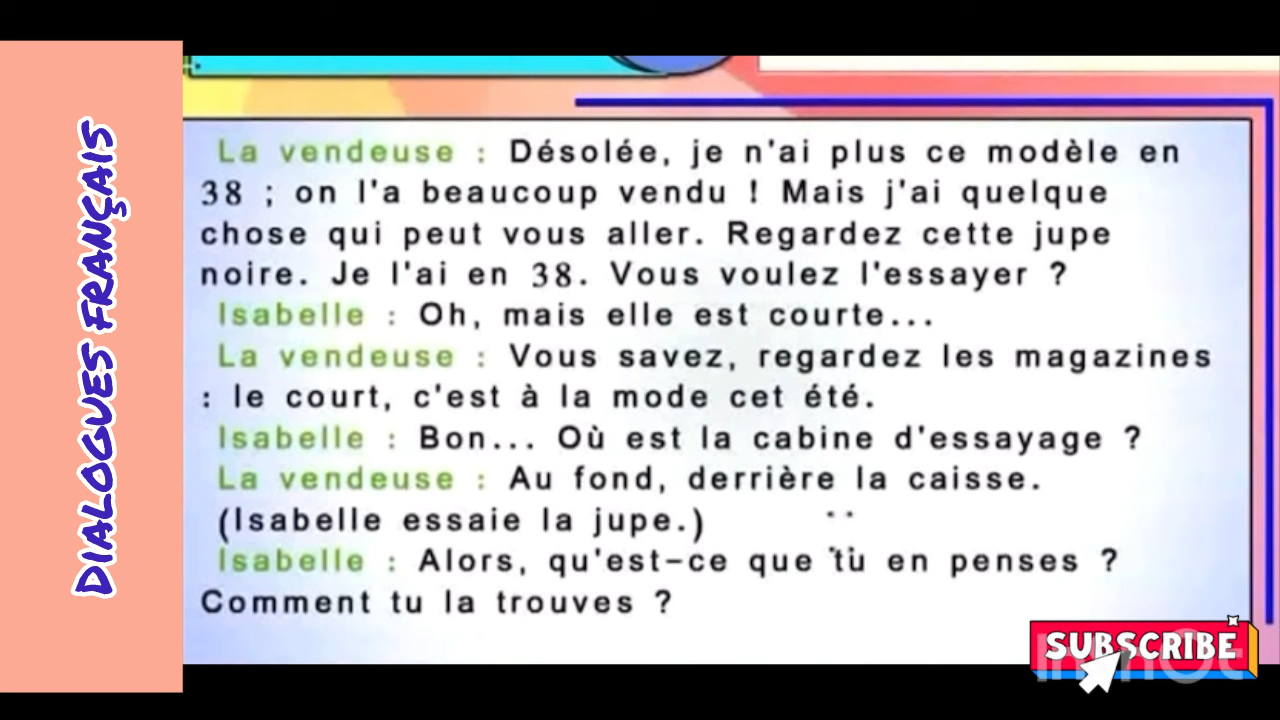 DIALOGUES FRANÇAIS
La vendeuse : Désolée, je n'ai plus ce modèle en
38 ; on l'a beaucoup vendu ! Mais j'ai quelque
chose qui peut vous aller. Regardez cette jupe
noire. Je l'ai en 38. Vous voulez l'essayer ?
Isabelle : Oh, mais elle est courte...
La vendeuse : Vous savez, regardez les magazines
: le court, c'est à la mode cet été.
Isabelle : Bon... Où est la cabine d'essayage ?
La vendeuse : Au fond, derrière la caisse.
(Isabelle essaie la jupe.)
Isabelle : Alors, qu'est-ce que tu en penses ?
Comment tu la trouves ?
SUBSCRIBE